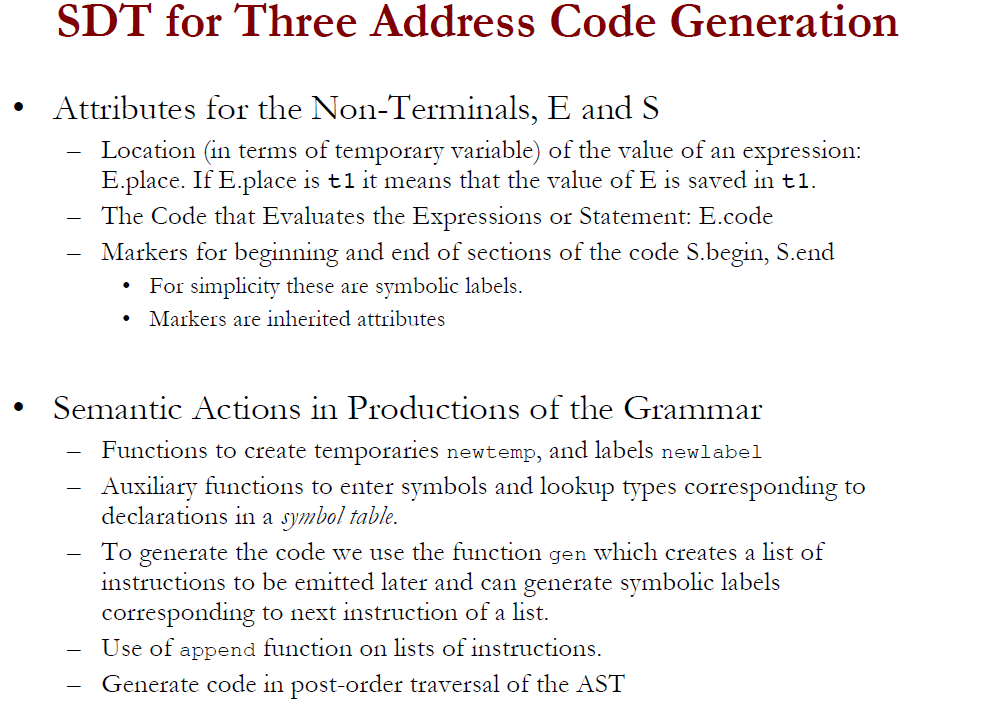 SDT for Three Address Code Generation
• Attributes for the Non-Terminals, E and S
– Location (in terms of temporary variable) of the value of an expression:
E.place. If E.place is t1 it means that the value of E is saved in t1.
– The Code that Evaluates the Expressions or Statement: E.code
– Markers for beginning and end of sections of the code S.begin, S.end
• For simplicity these are symbolic labels.
• Markers are inherited attributes
• Semantic Actions in Productions of the Grammar
– Functions to create temporaries newtemp, and labels newlabel
– Auxiliary functions to enter symbols and lookup types corresponding to
declarations in a symbol table.
– To generate the code we use the function gen which creates a list of
instructions to be emitted later and can generate symbolic labels
corresponding to next instruction of a list.
– Use of append function on lists of instructions.
– Generate code in post-order traversal of the AST